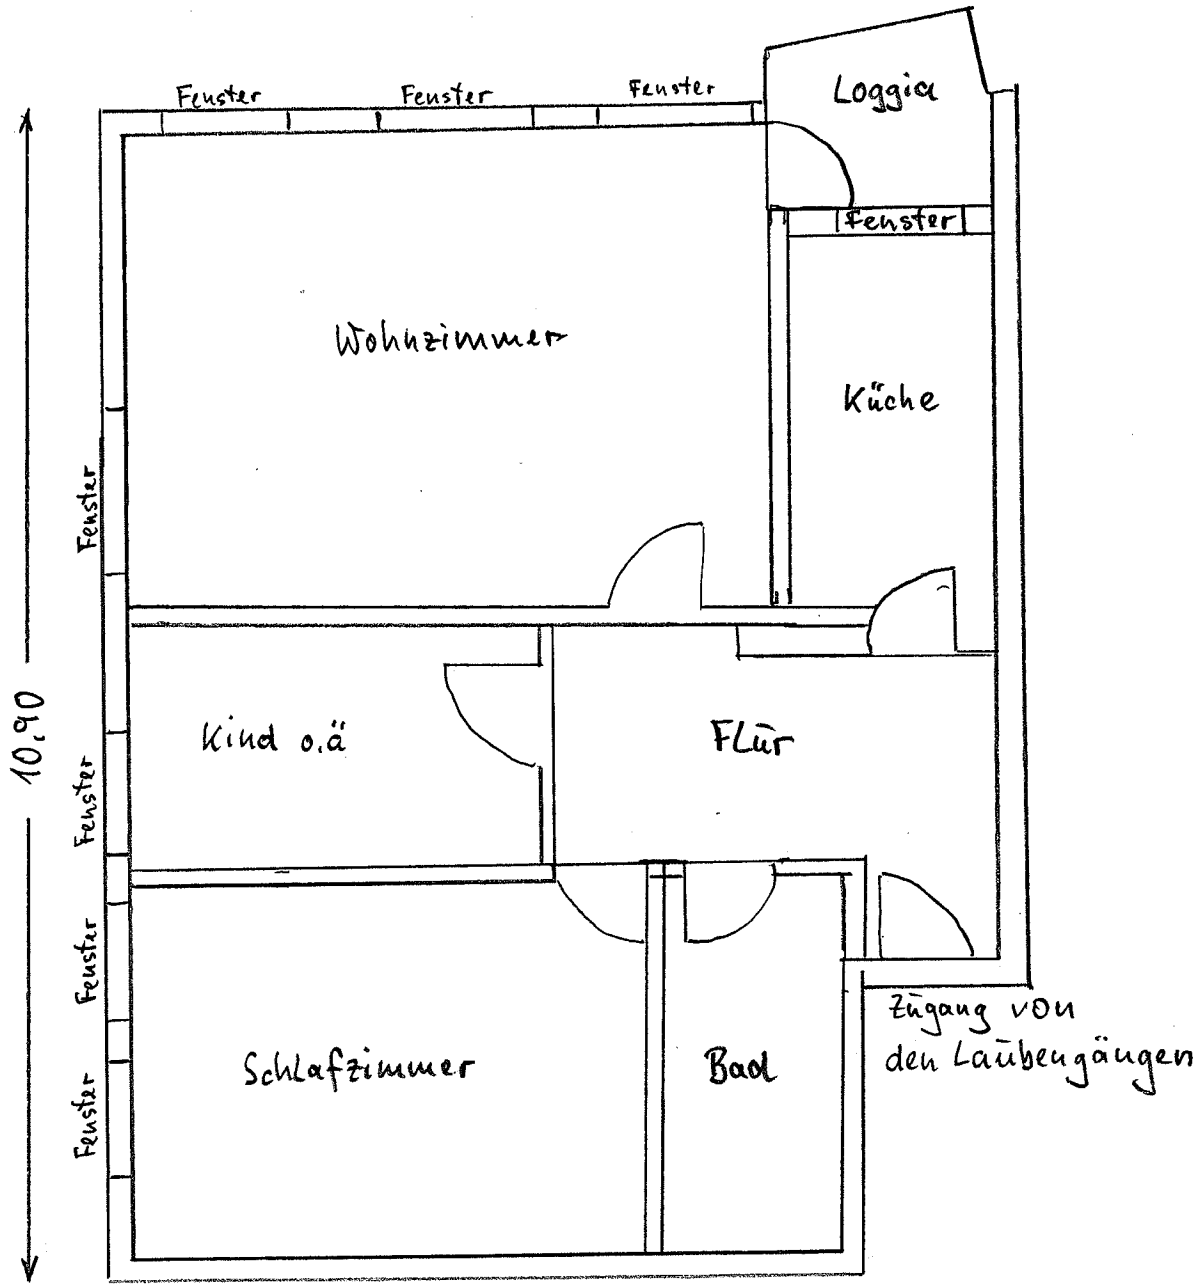 Fenster
Fenster
Fenster
Loggia
Fenster
Wohnzimmer
Küche
Fenster
10,90
Kind o.ä
Flur
Fenster
Fenster
Schlafzimmer
Bad
Zugang von
den Laubengängen
Fenster